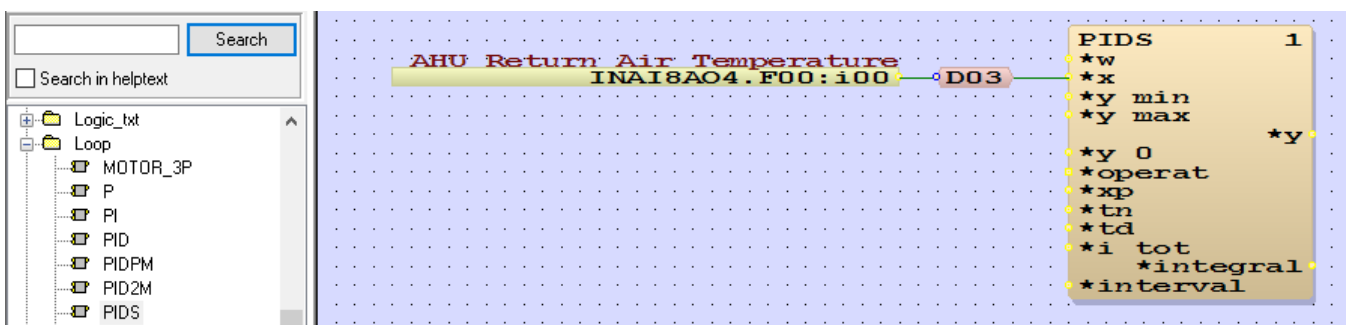 Search
Search in helptext
Logic_txt
Loop
MOTOR_3P
P
PI
PID
PIDPM
PID2M
PIDS
AHU Return Air Temperature
INAI8AO4.F00:i00
D03
PIDS 1
*w
*x
*y min
*y max
*y
*y 0
*operat
*xp
*tn
*td
*i tot
*integral
*interval